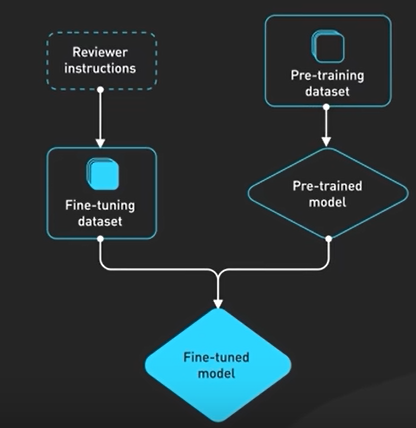 Reviewer
instructions
Pre-training
dataset
Fine-tuning
dataset
Pre-trained
model
Fine-tuned
model